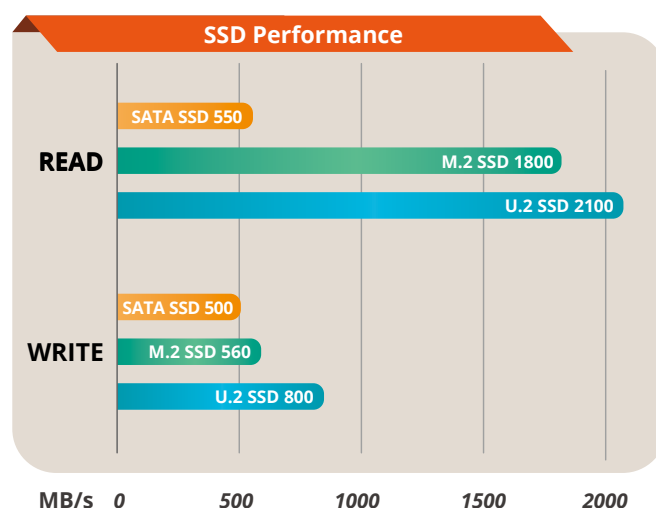 SSD Performance
READ
SATA SSD 550
M.2 SSD 1800
U.2 SSD 2100
WRITE
SATA SSD 500
M.2 SSD 560
U.2 SSD 800
MB/s 0 500 1000 1500 2000